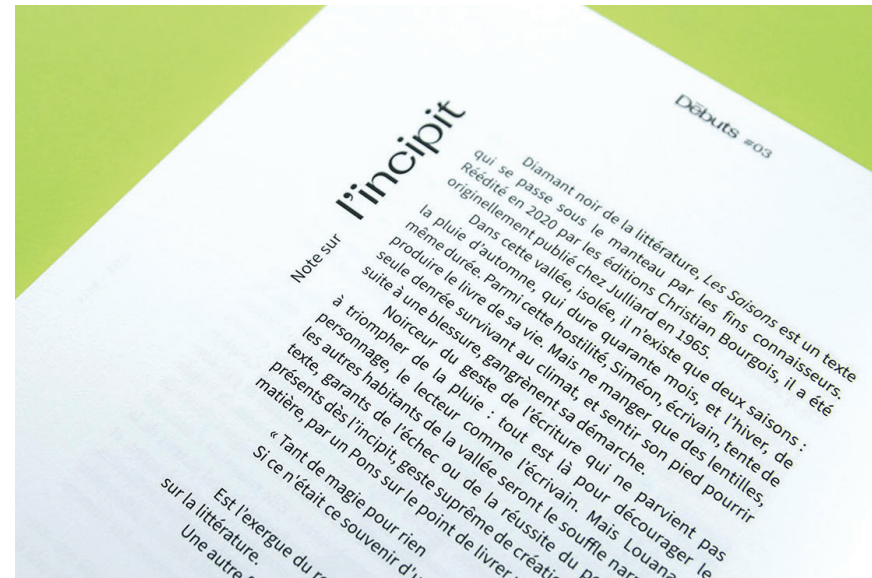 Débuts #03
Note sur l'incipit
Diamant noir de la littérature, Les Saisons est un texte
qui se passe sous le manteau par les fins connaisseurs.
Réédité en 2020 par les éditions Christian Bourgois, il a été
originellement publié chez Julliard en 1965.
Dans cette vallée, isolée, il n'existe que deux saisons :
la pluie d'automne, qui dure quarante mois, et l'hiver, de
même durée. Parmi cette hostilité, Siméon, écrivain, tente de
produire le livre de sa vie. Mais ne manger que des lentilles,
seule denrée survivant au climat, et sentir son pied pourrir
suite à une blessure, gangrènent sa démarche.
Noirceur du geste de l'écriture qui ne parvient pas
à triompher de la pluie : tout est là pour décourager le
personnage, le lecteur comme l'écrivain. Mais Louana
les autres habitants de la vallée seront le souffle
texte, garants de l'échec ou de la réussite du
présents dès l'incipit, geste suprême de
matière, par un Pons sur le point de livrer
« Tant de magie pour rien
Si ce n'était ce souvenir
Est l'exergue du
sur la littérature.
Une autre